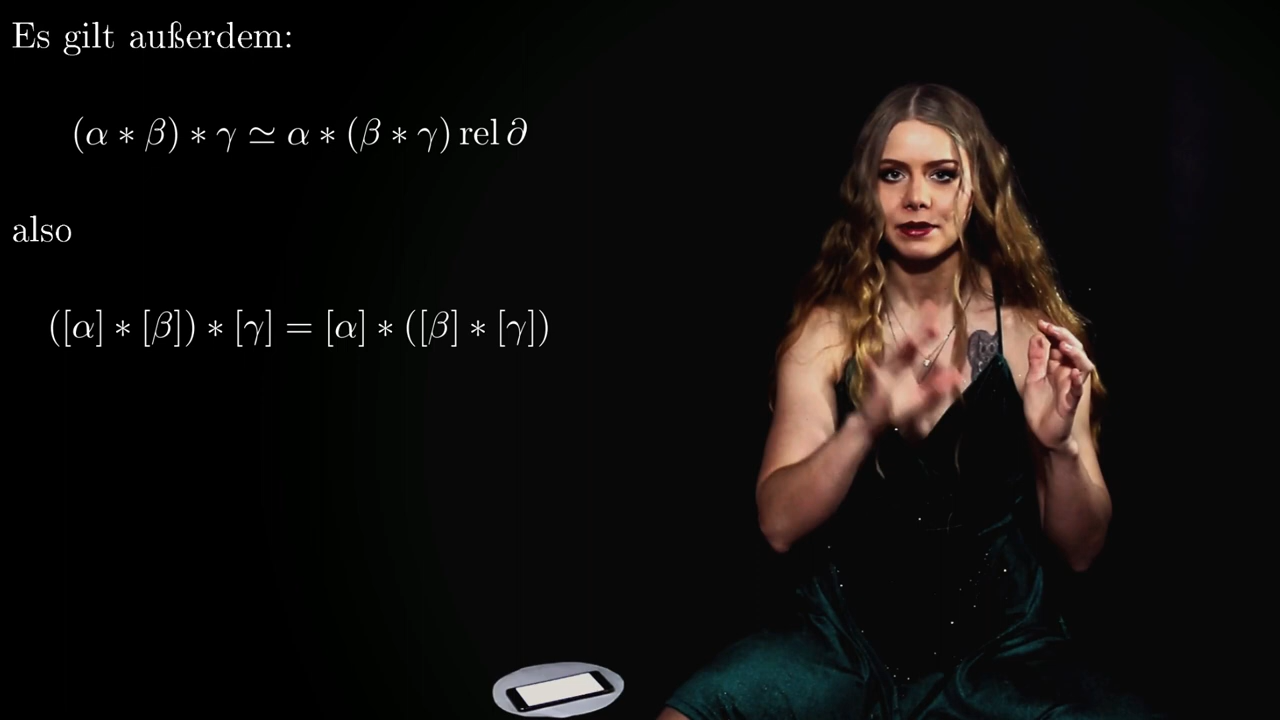 Es gilt außerdem:
(α ∗ β) ∗ γ ≃ α ∗ (β ∗ γ) rel ∂
also
([α] ∗ [β]) ∗ [γ] = [α] ∗ ([β] ∗ [γ])